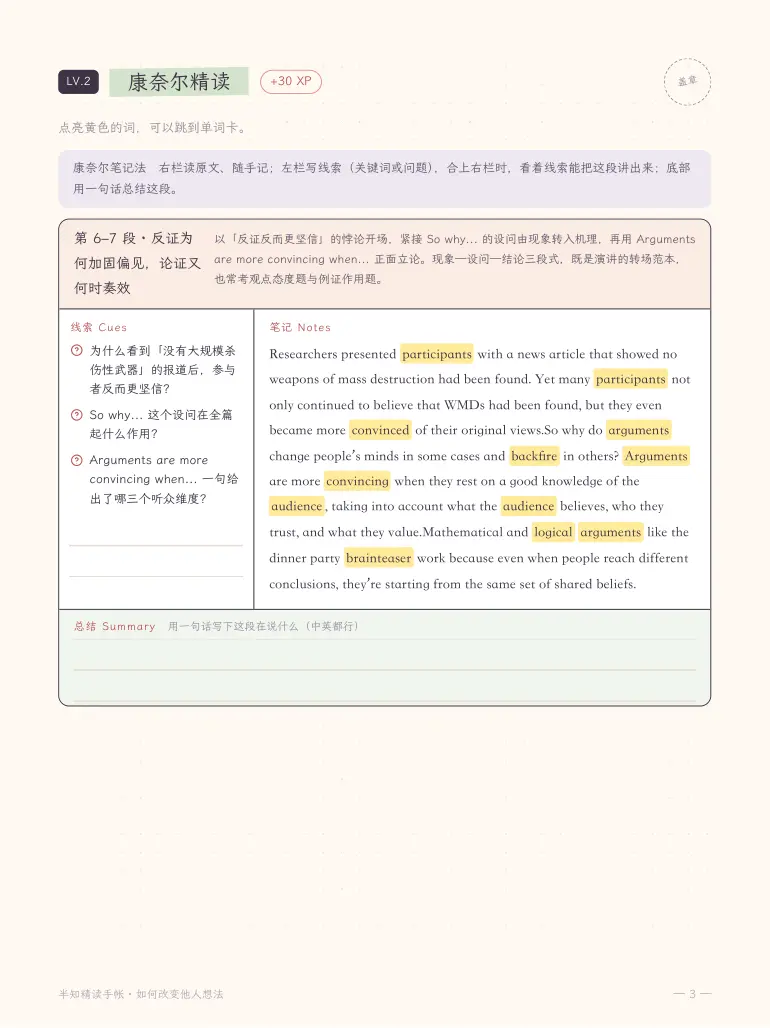 LV.2 康奈尔精读 +30 XP 盖章
点亮黄色的词，可以跳到单词卡。
康奈尔笔记法 右栏读原文、随手记；左栏写线索（关键词或问题），合上右栏时，看着线索能把这段讲出来；底部
用一句话总结这段。
第 6–7 段·反证为
何加固偏见，论证又
何时奏效
以「反证反而更坚信」的悖论开场，紧接 So why... 的设问由现象转入机理，再用 Arguments
are more convincing when... 正面立论。现象—设问—结论三段式，既是演讲的转场范本，
也常考观点态度题与例证作用题。
线索 Cues
为什么看到「没有大规模杀
伤性武器」的报道后，参与
者反而更坚信？
So why... 这个设问在全篇
起什么作用？
Arguments are more
convincing when... 一句给
出了哪三个听众维度？
笔记 Notes
Researchers presented participants with a news article that showed no
weapons of mass destruction had been found. Yet many participants not
only continued to believe that WMDs had been found, but they even
became more convinced of their original views.So why do arguments
change people's minds in some cases and backfire in others? Arguments
are more convincing when they rest on a good knowledge of the
audience, taking into account what the audience believes, who they
trust, and what they value.Mathematical and logical arguments like the
dinner party brainteaser work because even when people reach different
conclusions, they're starting from the same set of shared beliefs.
总结 Summary 用一句话写下这段在说什么（中英都行）
半知精读手帐·如何改变他人想法
— 3 —